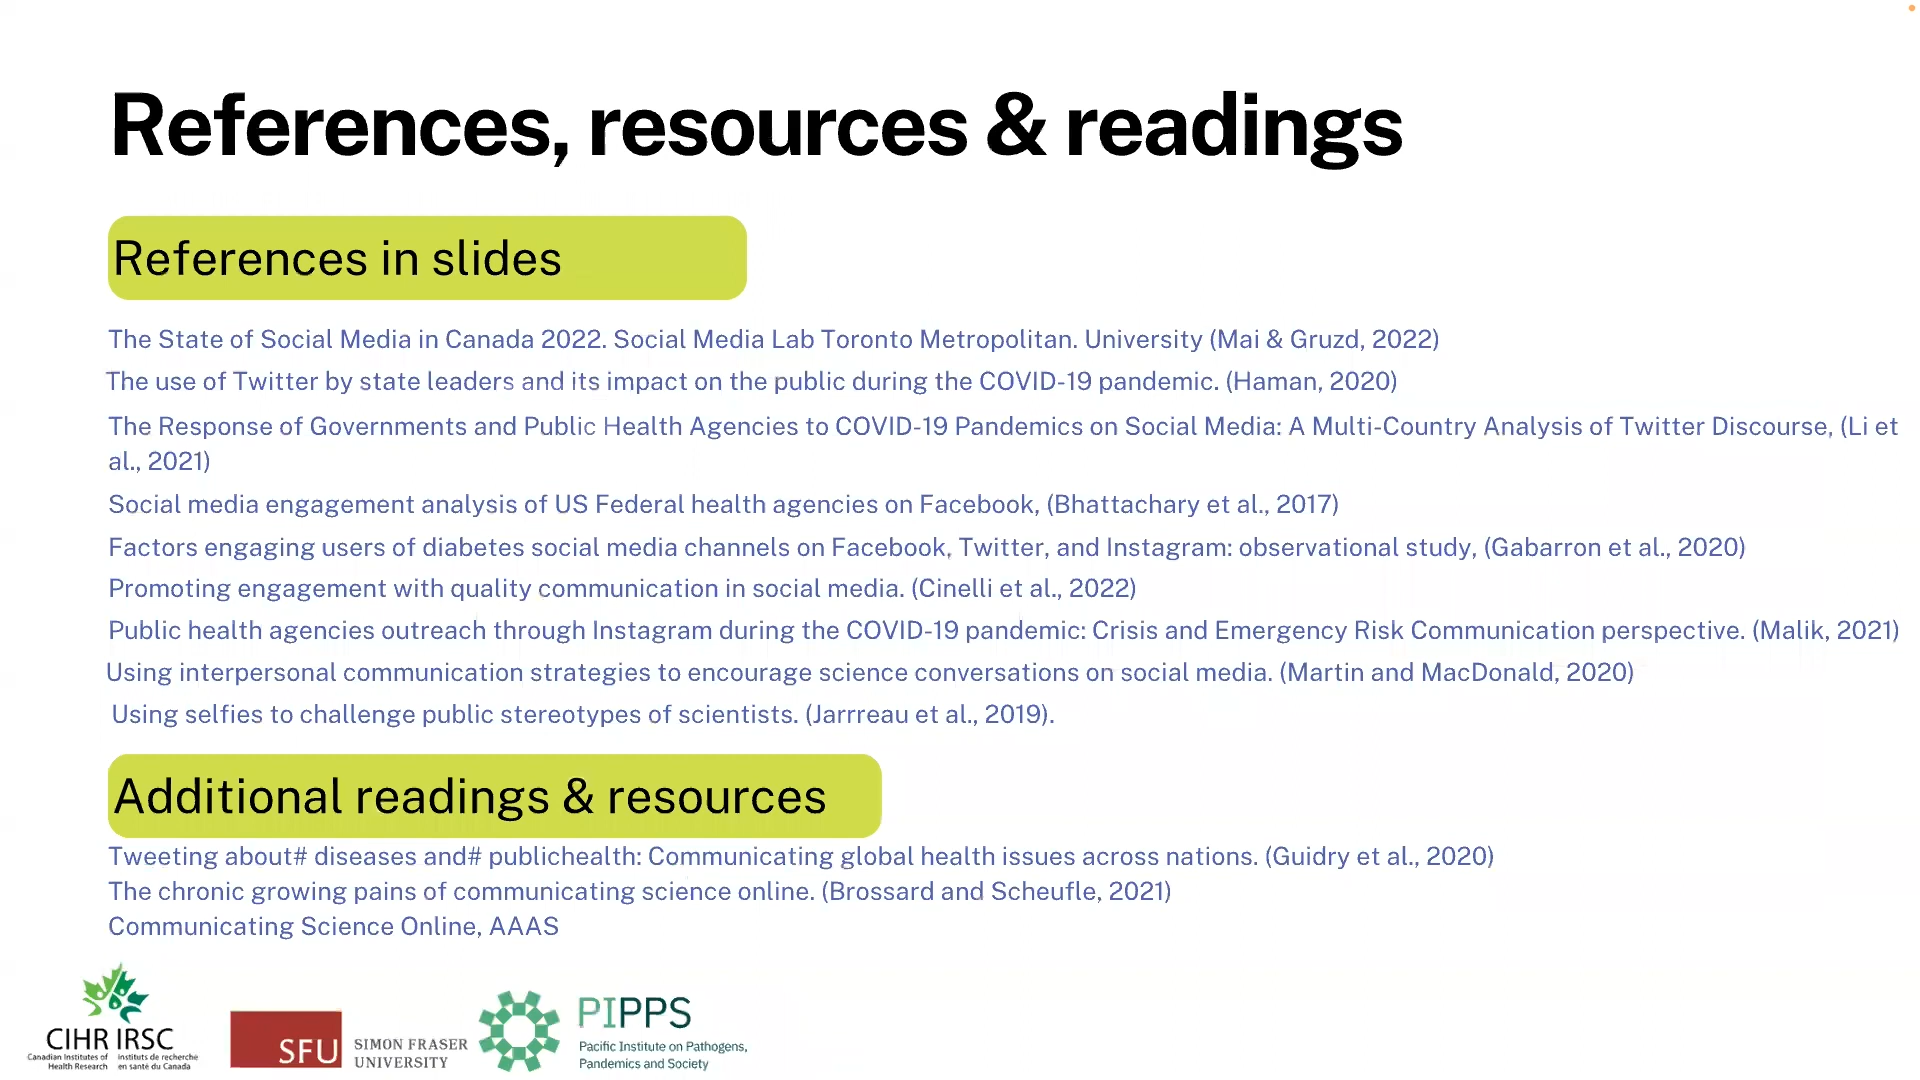 References, resources & readings
References in slides
The State of Social Media in Canada 2022. Social Media Lab Toronto Metropolitan. University (Mai & Gruzd, 2022)
The use of Twitter by state leaders and its impact on the public during the COVID-19 pandemic. (Haman, 2020)
The Response of Governments and Public Health Agencies to COVID-19 Pandemics on Social Media: A Multi-Country Analysis of Twitter Discourse, (Li et
al., 2021)
Social media engagement analysis of US Federal health agencies on Facebook, (Bhattachary et al., 2017)
Factors engaging users of diabetes social media channels on Facebook, Twitter, and Instagram: observational study, (Gabarron et al., 2020)
Promoting engagement with quality communication in social media. (Cinelli et al., 2022)
Public health agencies outreach through Instagram during the COVID-19 pandemic: Crisis and Emergency Risk Communication perspective. (Malik, 2021)
Using interpersonal communication strategies to encourage science conversations on social media. (Martin and MacDonald, 2020)
Using selfies to challenge public stereotypes of scientists. (Jarrreau et al., 2019).
Additional readings & resources
Tweeting about# diseases and# publichealth: Communicating global health issues across nations. (Guidry et al., 2020)
The chronic growing pains of communicating science online. (Brossard and Scheufle, 2021)
Communicating Science Online, AAAS
CIHR IRSC
Canadian Institutes of Health Research
Instituts de recherche en santé du Canada
SFU
SIMON FRASER
UNIVERSITY
PIPPS
Pacific Institute on Pathogens,
Pandemics and Society